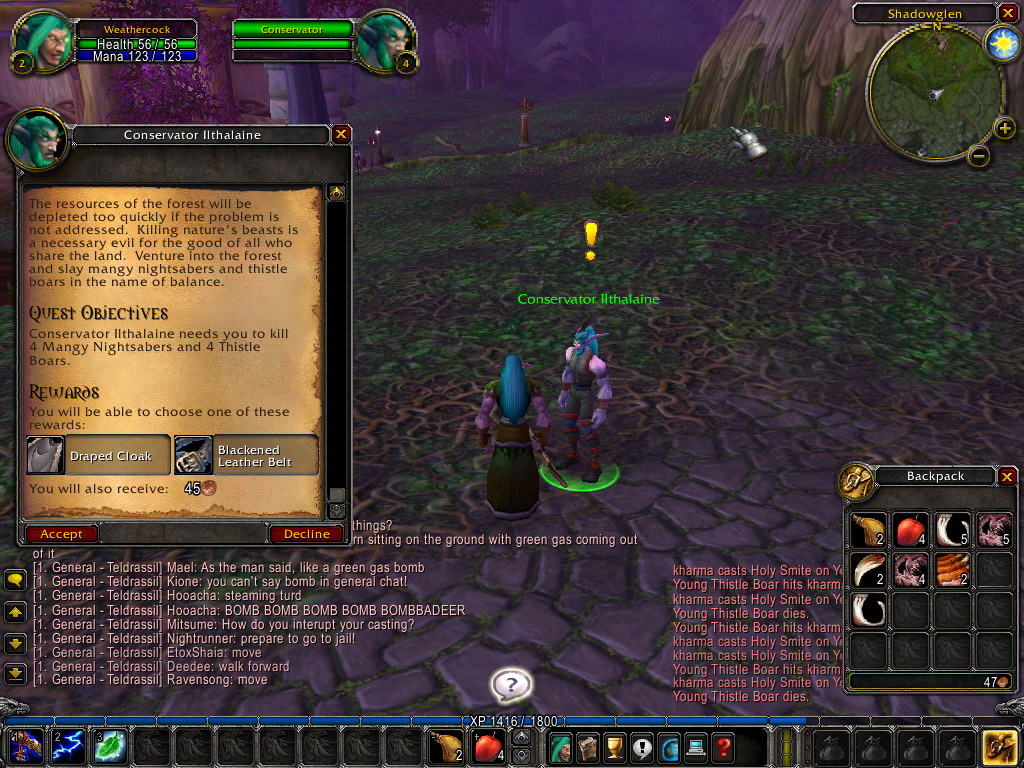 Weathercock
Health 56 / 56
Mana 123 / 123
2
Conservator
4
Shadowglen
N
Conservator Ilthalaine
The resources of the forest will be
depleted too quickly if the problem is
not addressed. Killing nature's beasts is
a necessary evil for the good of all who
share the land. Venture into the forest
and slay mangy nightsabers and thistle
boars in the name of balance.
Quest Objectives
Conservator Ilthalaine needs you to kill
4 Mangy Nightsabers and 4 Thistle
Boars.
Rewards
You will be able to choose one of these
rewards:
Draped Cloak
Blackened
Leather Belt
You will also receive: 45
Accept
Decline
Conservator Ilthalaine
Backpack
2 4 5 5
2 4 2
47
things?
rn sitting on the ground with green gas coming out
of it
[1. General - Teldrassil] Mael: As the man said, like a green gas bomb
[1. General - Teldrassil] Kione: you can't say bomb in general chat!
[1. General - Teldrassil] Hooacha: steaming turd
[1. General - Teldrassil] Hooacha: BOMB BOMB BOMB BOMB BOMBBADEER
[1. General - Teldrassil] Mitsume: How do you interupt your casting?
[1. General - Teldrassil] Nightrunner: prepare to go to jail!
[1. General - Teldrassil] EloxShaia: move
[1. General - Teldrassil] Deedee: walk forward
[1. General - Teldrassil] Ravensong: move
kharma casts Holy Smite on Y
Young Thistle Boar hits kharm
kharma casts Holy Smite on Y
Young Thistle Boar dies.
Young Thistle Boar hits kharm
kharma casts Holy Smite on Y
Young Thistle Boar hits kharm
kharma casts Holy Smite on Y
Young Thistle Boar hits kharm
kharma casts Holy Smite on Y
Young Thistle Boar dies.
?
XP 1416 / 1800
1 2 3 2 4
?